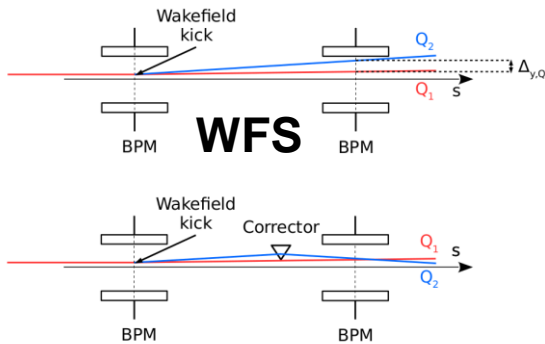 Wakefield
kick
Q2
Δy,Q
Q1
s
BPM
WFS
BPM
Wakefield
kick
Corrector
Q1
s
Q2
BPM
BPM